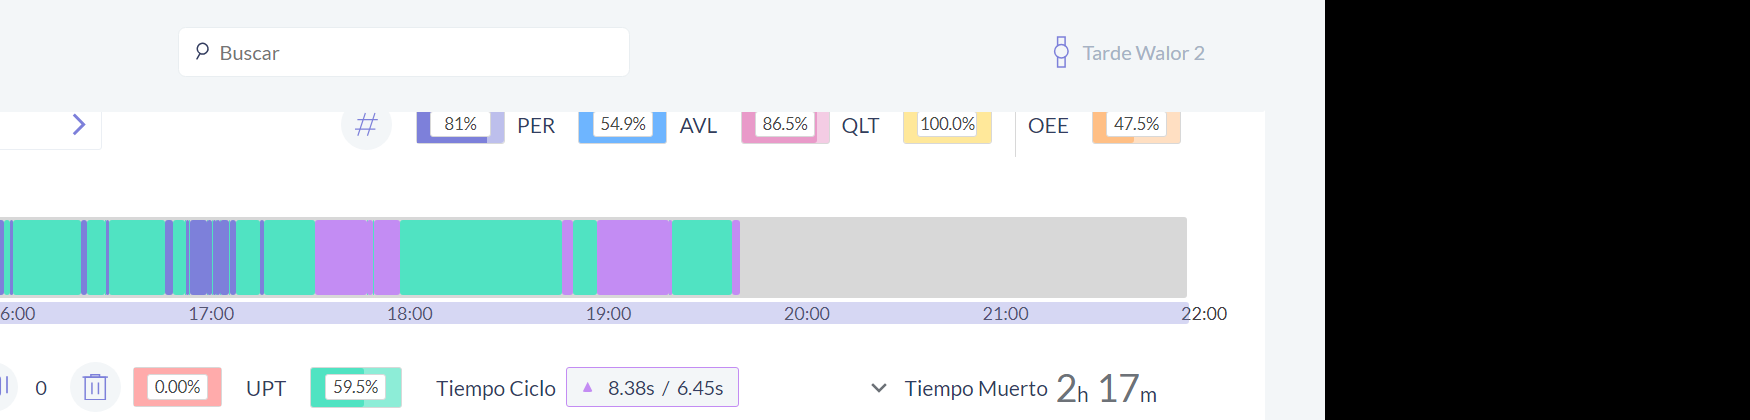 Buscar
Tarde Walor 2
81% PER 54.9% AVL 86.5% QLT 100.0% OEE 47.5%
6:00 17:00 18:00 19:00 20:00 21:00 22:00
0 0.00% UPT 59.5% Tiempo Ciclo ▲ 8.38s / 6.45s Tiempo Muerto 2h 17m